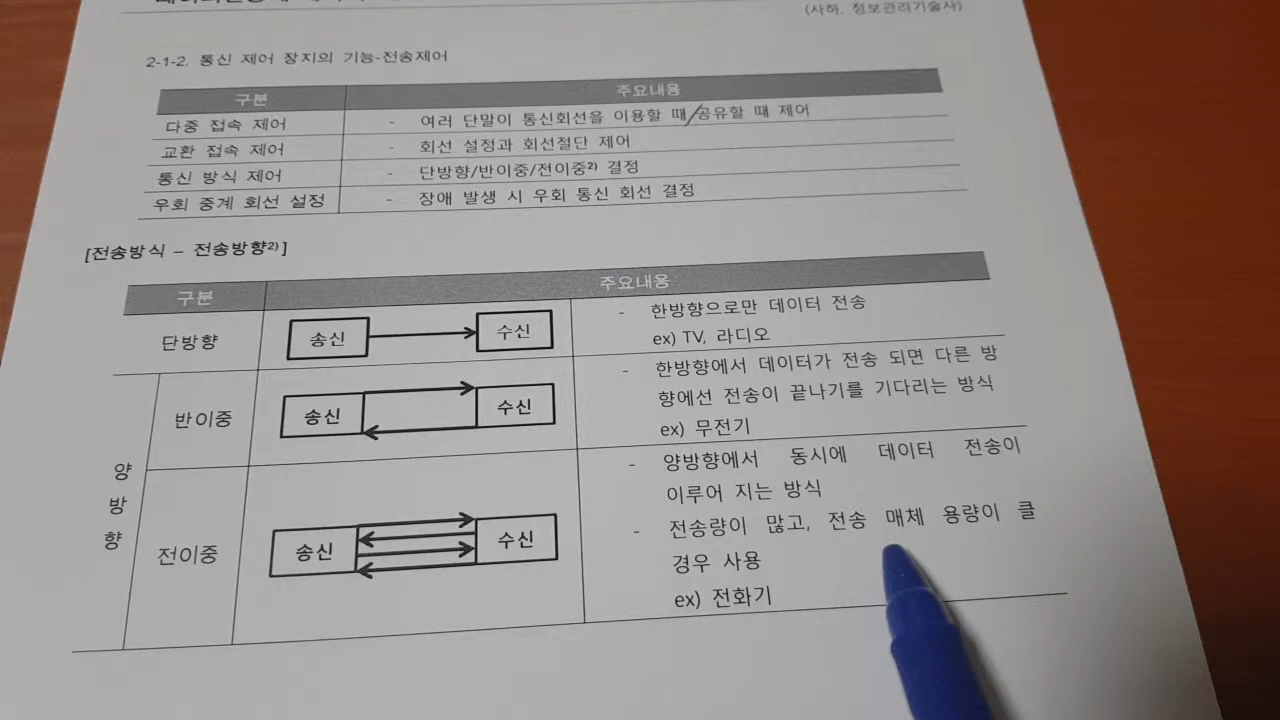 (사하. 정보관리기술사)
2-1-2. 통신 제어 장지의 기능-전송제어
구분 주요내용
다중 접속 제어 - 여러 단말이 통신회선을 이용할 때/공유할 때 제어
교환 접속 제어 - 회선 설정과 회선절단 제어
통신 방식 제어 - 단방향/반이중/전이중2) 결정
우회 중계 회선 설정 - 장애 발생 시 우회 통신 회선 결정
[전송방식 – 전송방향2)]
구분 주요내용
단방향 송신 수신 - 한방향으로만 데이터 전송
ex) TV, 라디오
양방향 반이중 송신 수신 - 한방향에서 데이터가 전송 되면 다른 방
향에선 전송이 끝나기를 기다리는 방식
ex) 무전기
전이중 송신 수신 - 양방향에서 동시에 데이터 전송이
이루어 지는 방식
- 전송량이 많고, 전송 매체 용량이 클
경우 사용
ex) 전화기